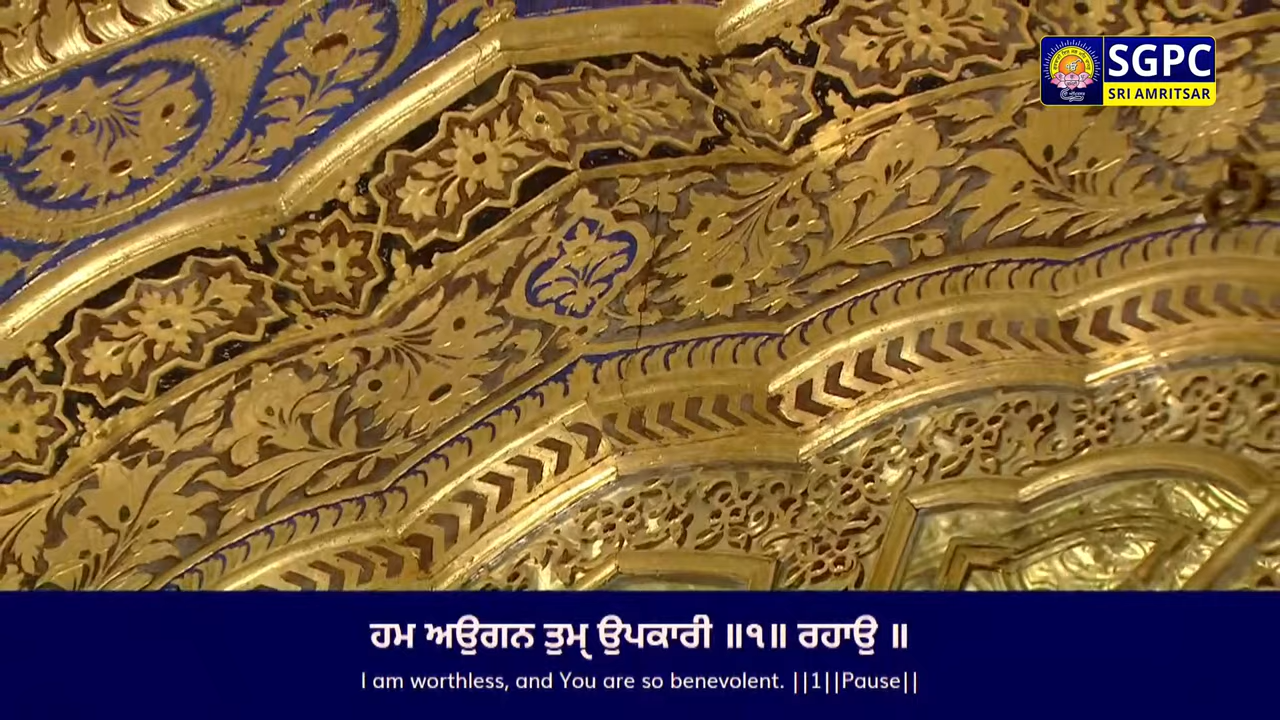 SGPC
SRI AMRITSAR
ਹਮ ਅਉਗਨ ਤੁਮੑ ਉਪਕਾਰੀ ॥੧॥ ਰਹਾਉ ॥
I am worthless, and You are so benevolent. ||1||Pause||